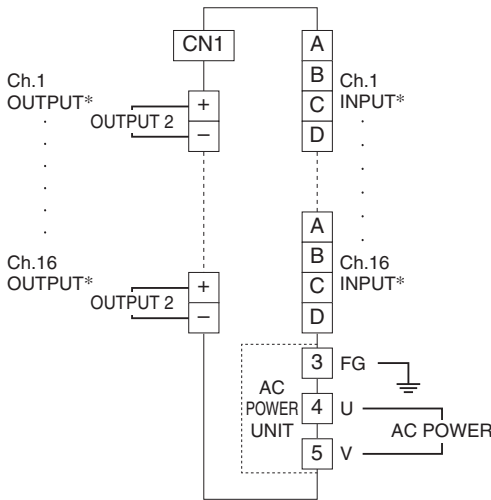 CN1
Ch.1
OUTPUT*
OUTPUT 2
+
–
A
B
C
D
Ch.1
INPUT*
Ch.16
OUTPUT*
OUTPUT 2
+
–
A
B
C
D
Ch.16
INPUT*
AC
POWER
UNIT
3 FG
4 U
5 V
AC POWER